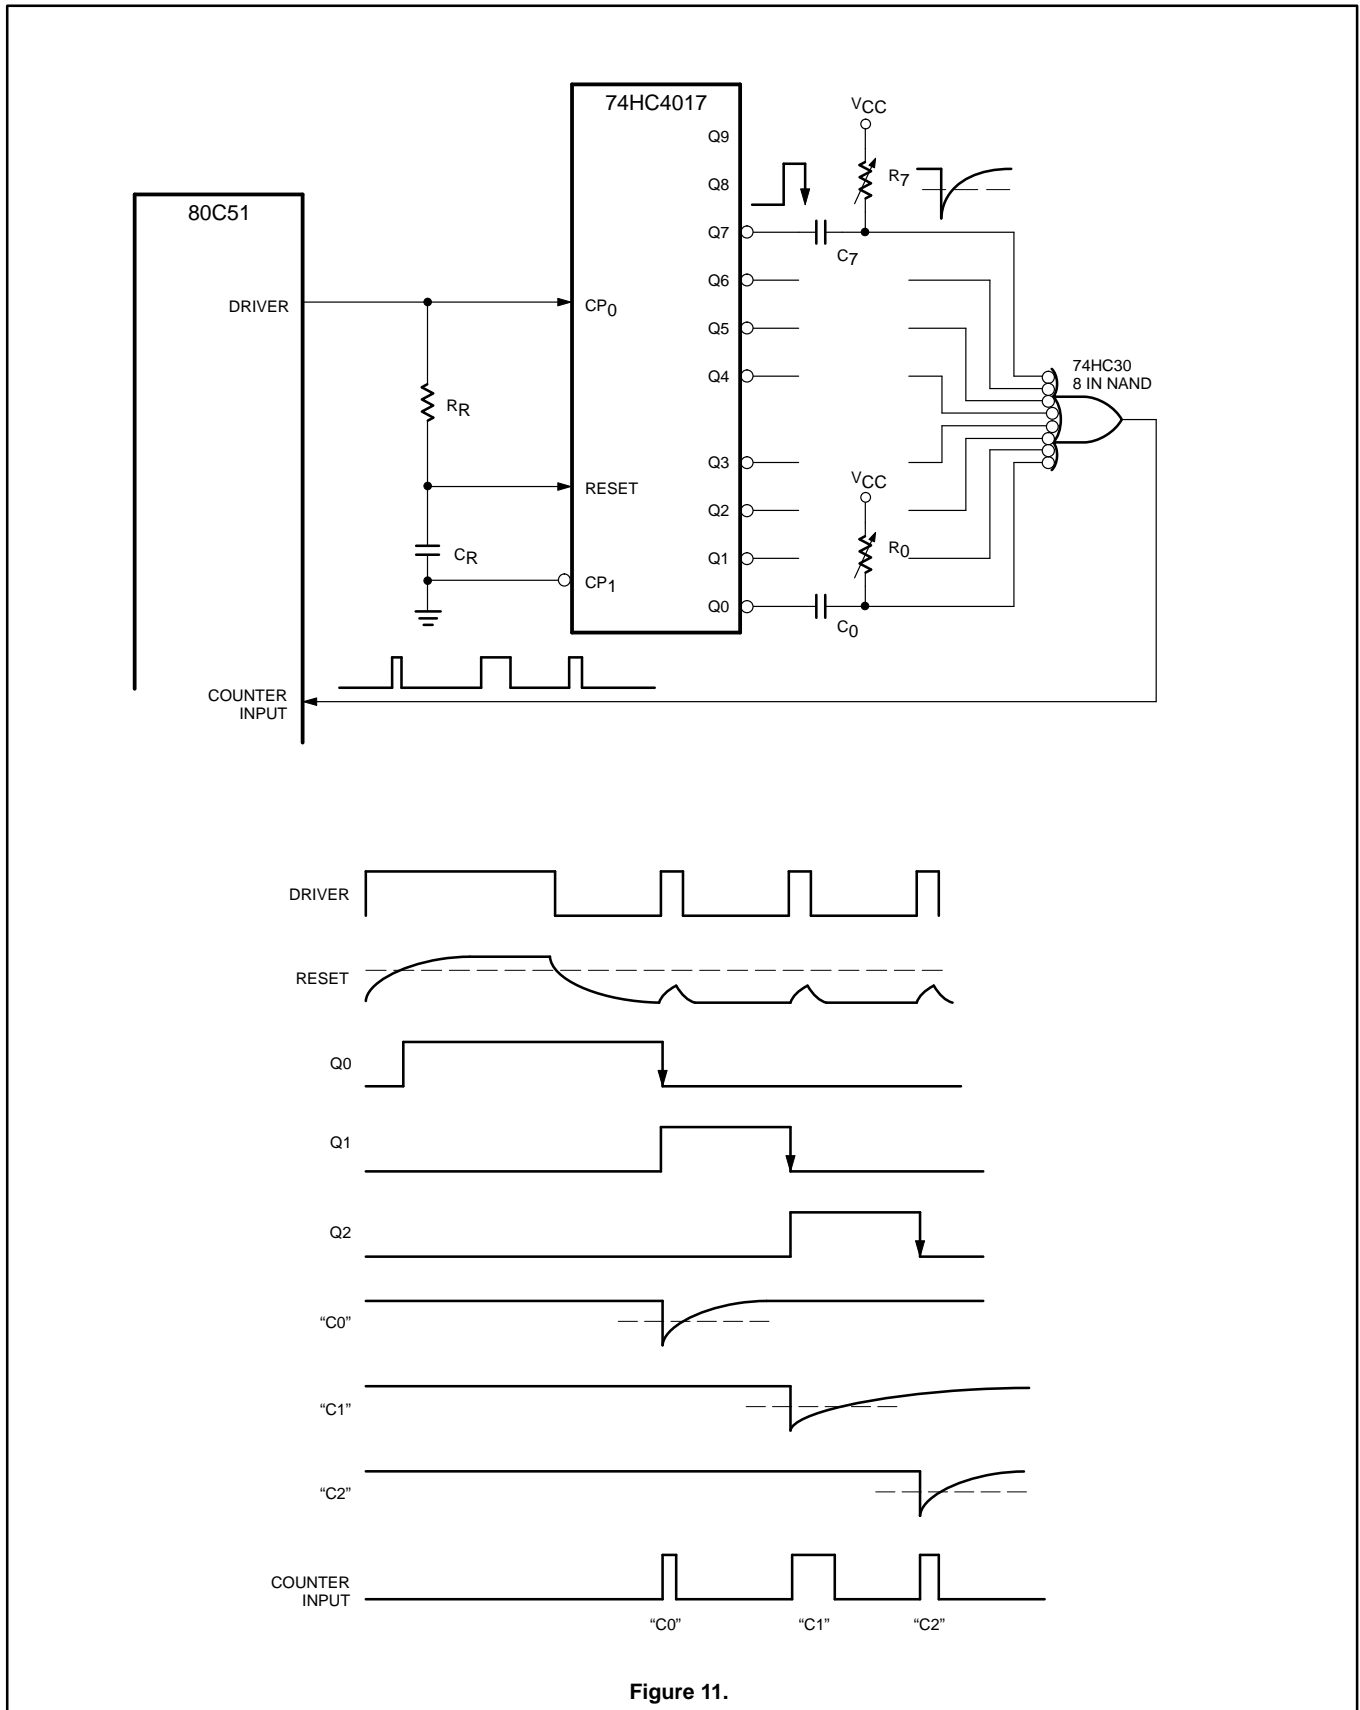 74HC4017
VCC
Q9
R7
Q8
80C51
Q7
C7
Q6
DRIVER
CP0
Q5
74HC30
8 IN NAND
Q4
RR
Q3
VCC
RESET
Q2
R0
CR
Q1
CP1
Q0
C0
COUNTER
INPUT
DRIVER
RESET
Q0
Q1
Q2
“C0”
“C1”
“C2”
COUNTER
INPUT
“C0” “C1” “C2”
Figure 11.